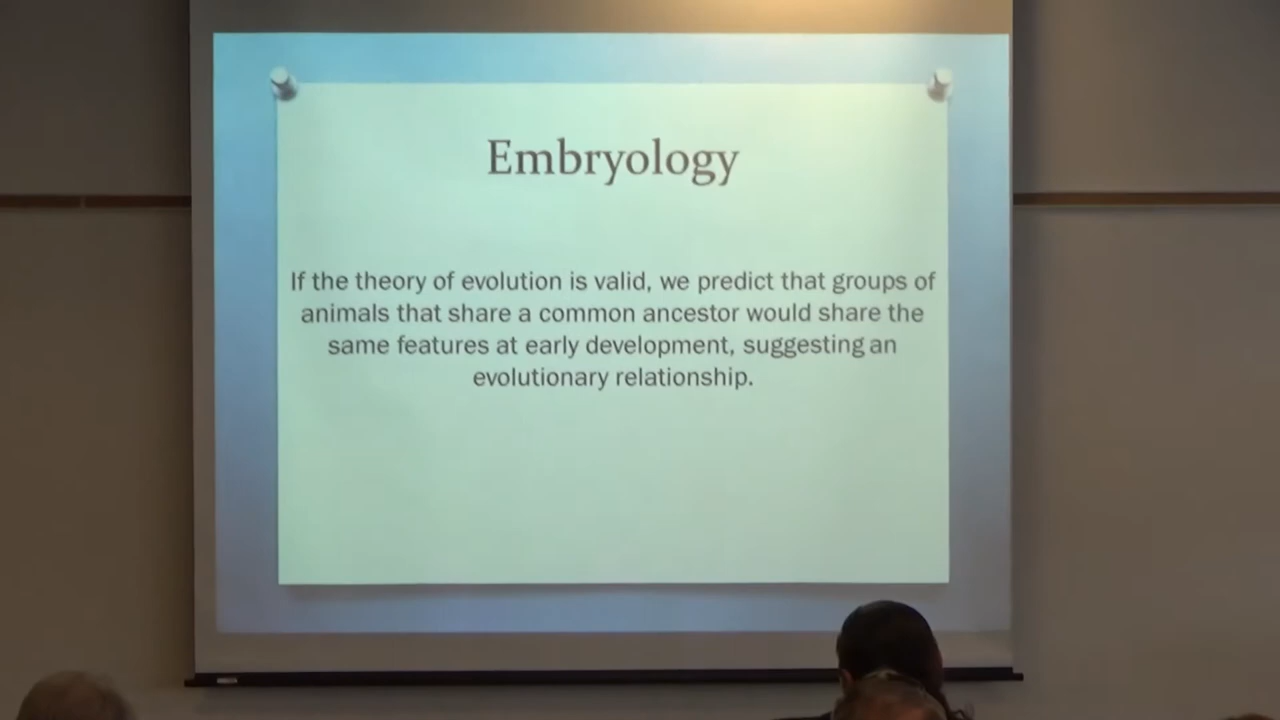 Embryology
If the theory of evolution is valid, we predict that groups of
animals that share a common ancestor would share the
same features at early development, suggesting an
evolutionary relationship.